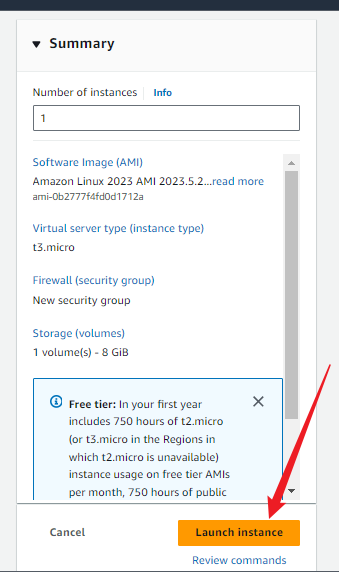 Summary
Number of instances Info
1
Software Image (AMI)
Amazon Linux 2023 AMI 2023.5.2...read more
ami-0b2777f4fd0d1712a
Virtual server type (instance type)
t3.micro
Firewall (security group)
New security group
Storage (volumes)
1 volume(s) - 8 GiB
Free tier: In your first year
includes 750 hours of t2.micro
(or t3.micro in the Regions in
which t2.micro is unavailable)
instance usage on free tier AMIs
per month, 750 hours of public
Cancel
Launch instance
Review commands